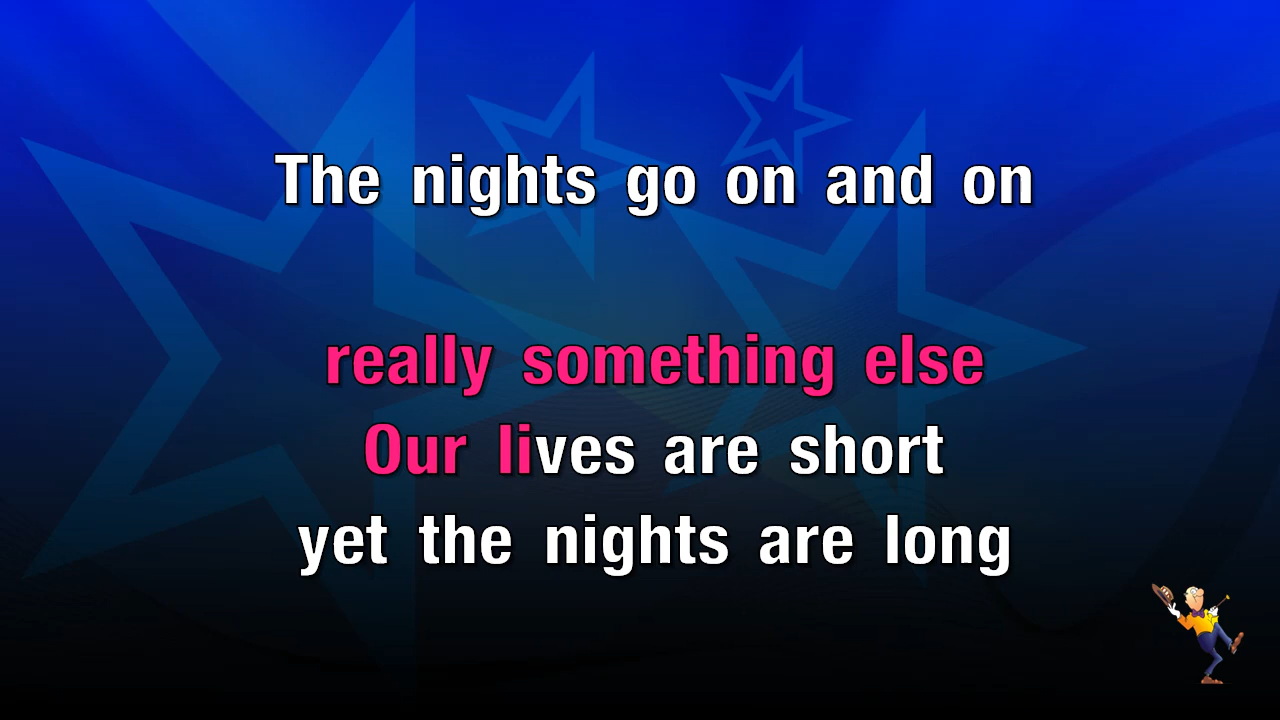 The nights go on and on
really something else
Our lives are short
yet the nights are long